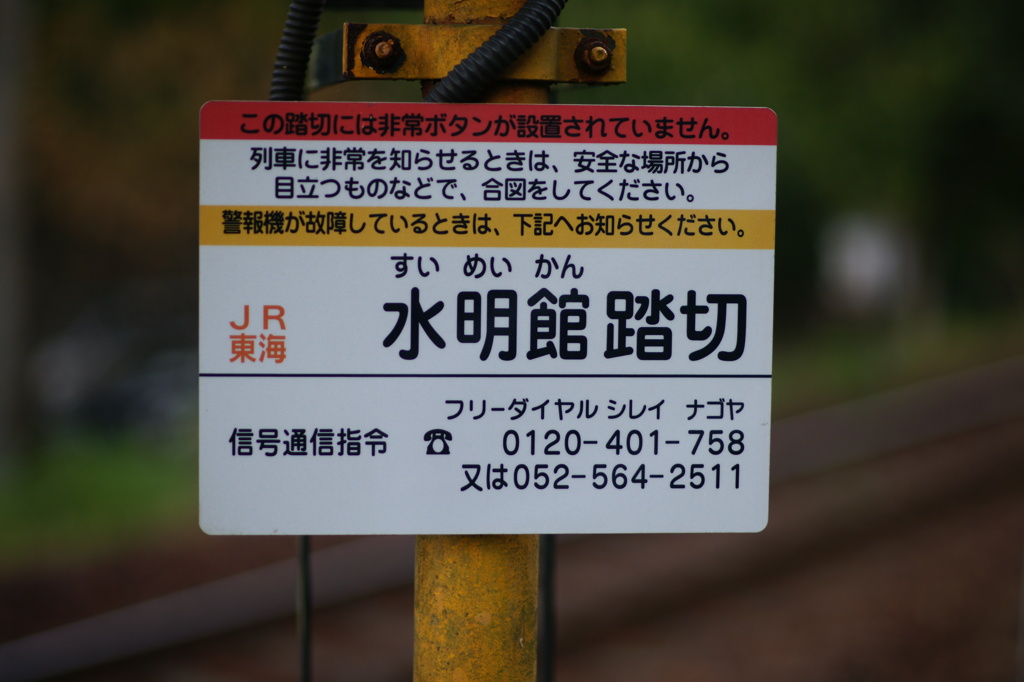 この踏切には非常ボタンが設置されていません。
列車に非常を知らせるときは、安全な場所から
目立つものなどで、合図をしてください。
警報機が故障しているときは、下記へお知らせください。
すい めい かん
JR
東海
水明館踏切
フリーダイヤル シレイ ナゴヤ
信号通信指令 ☎ 0120-401-758
又は052-564-2511